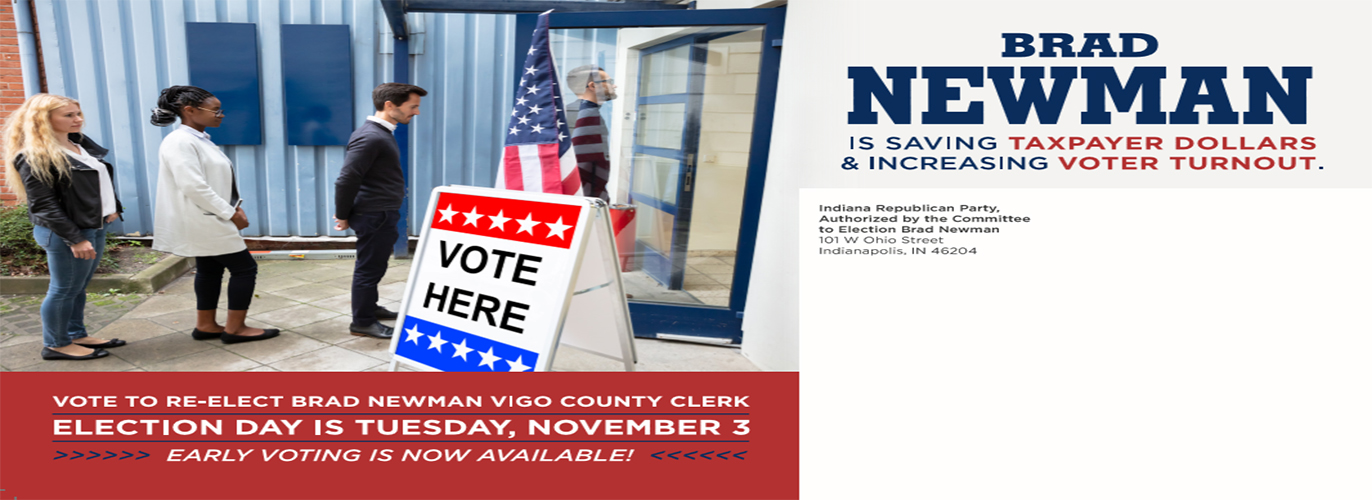 VOTE
HERE
VOTE TO RE-ELECT BRAD NEWMAN VIGO COUNTY CLERK
ELECTION DAY IS TUESDAY, NOVEMBER 3
>>>>>> EARLY VOTING IS NOW AVAILABLE! <<<<<<
BRAD
NEWMAN
IS SAVING TAXPAYER DOLLARS
& INCREASING VOTER TURNOUT.
Indiana Republican Party,
Authorized by the Committee
to Election Brad Newman
101 W Ohio Street
Indianapolis, IN 46204